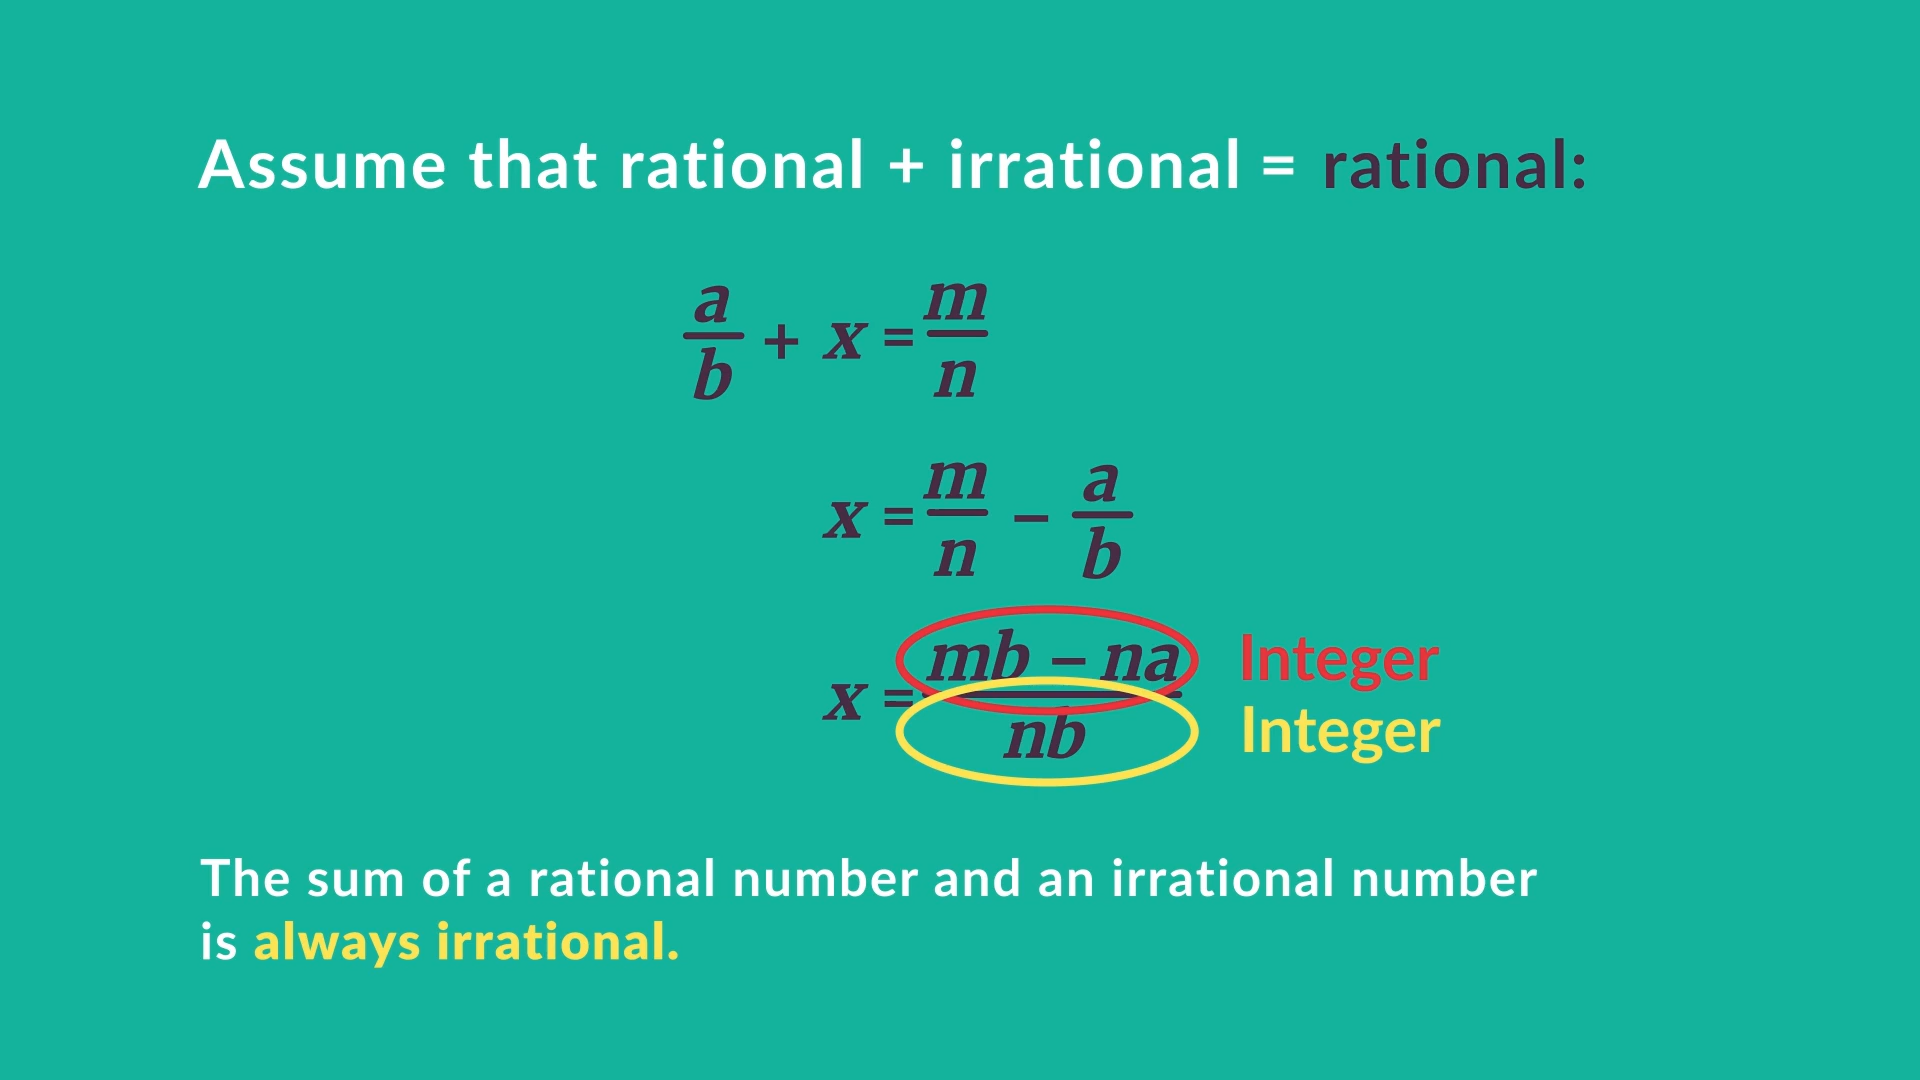 Assume that rational + irrational = rational:
a/b + x = m/n
x = m/n − a/b
x = (mb − na)/nb
Integer
Integer
The sum of a rational number and an irrational number
is always irrational.